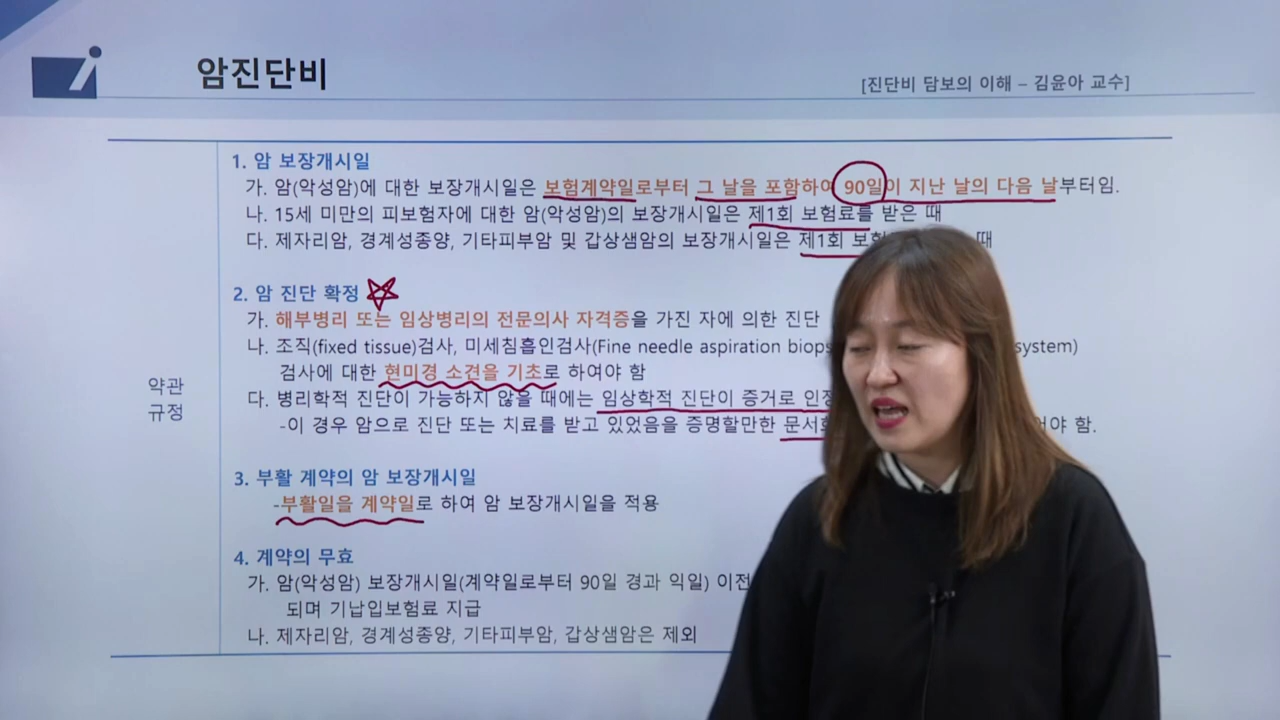 암진단비
[진단비 담보의 이해 – 김윤아 교수]
약관
규정
1. 암 보장개시일
가. 암(악성암)에 대한 보장개시일은 보험계약일로부터 그 날을 포함하여 90일이 지난 날의 다음 날부터임.
나. 15세 미만의 피보험자에 대한 암(악성암)의 보장개시일은 제1회 보험료를 받은 때
다. 제자리암, 경계성종양, 기타피부암 및 갑상샘암의 보장개시일은 제1회 때
2. 암 진단 확정
가. 해부병리 또는 임상병리의 전문의사 자격증을 가진 자에 의한 진단
나. 조직(fixed tissue)검사, 미세침흡인검사(Fine needle aspiration system)
검사에 대한 현미경 소견을 기초로 하여야 함
다. 병리학적 진단이 가능하지 않을 때에는 임상학적 진단이 증거로
-이 경우 암으로 진단 또는 치료를 받고 있었음을 증명할만한 함.
3. 부활 계약의 암 보장개시일
-부활일을 계약일로 하여 암 보장개시일을 적용
4. 계약의 무효
가. 암(악성암) 보장개시일(계약일로부터 90일 경과 익일) 이전
되며 기납입보험료 지급
나. 제자리암, 경계성종양, 기타피부암, 갑상샘암은 제외